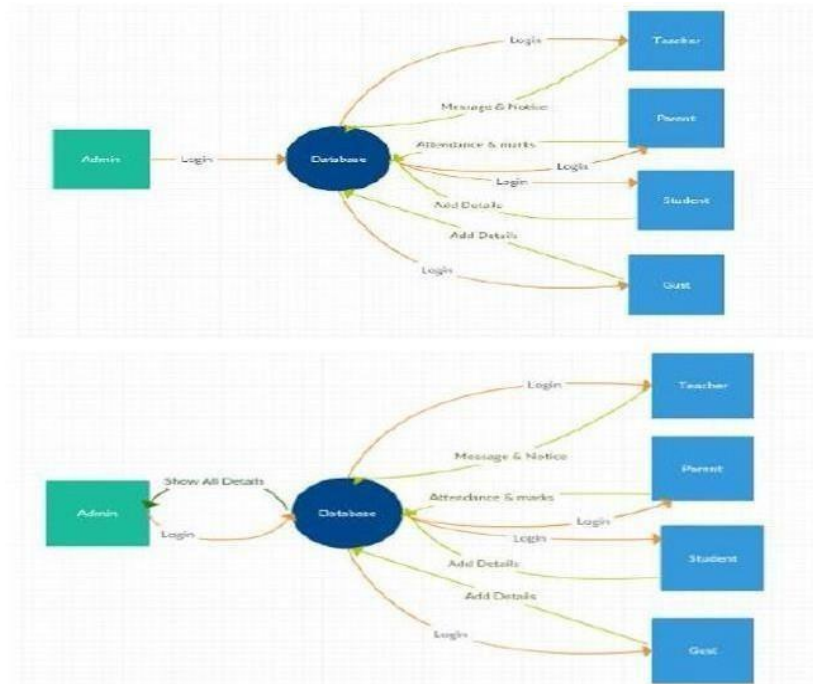 Login
Teacher
Message & Notice
Parent
Attendance & marks
Admin
Login
Database
Login
Login
Student
Add Details
Add Details
Login
Gust
Login
Teacher
Message & Notice
Show All Details
Parent
Attendance & marks
Admin
Database
Login
Login
Login
Student
Add Details
Add Details
Login
Gest